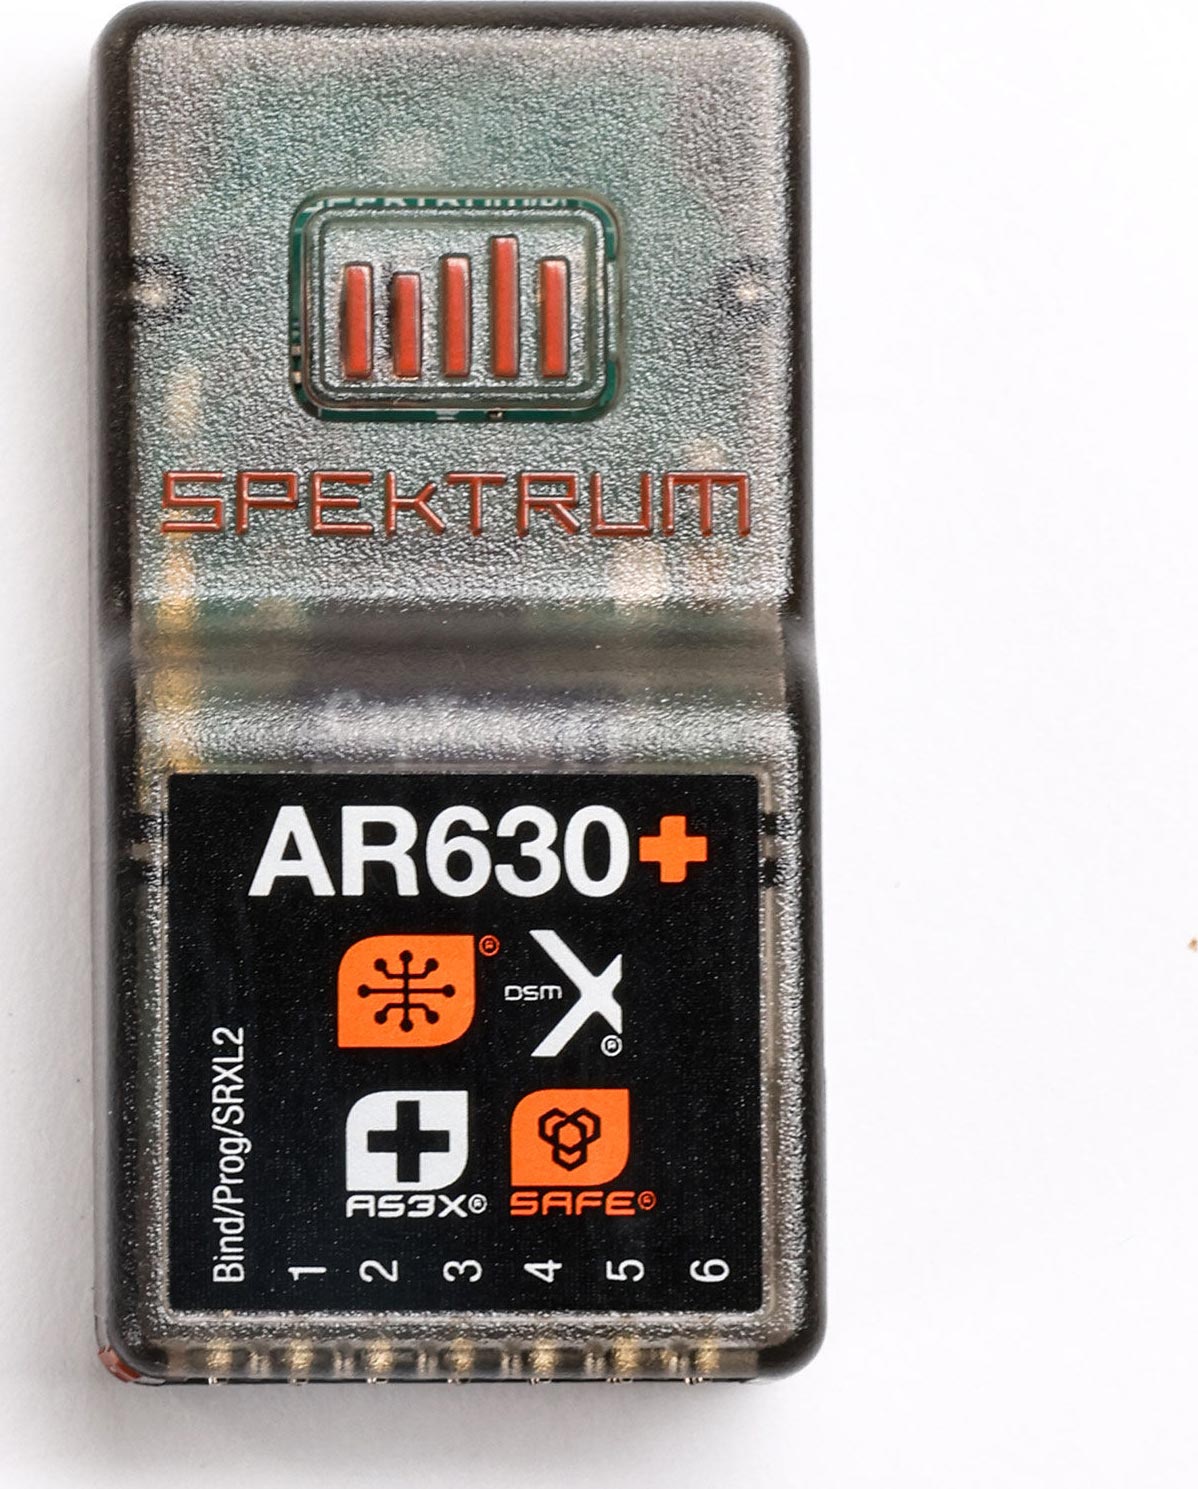 SPEKTRUM
AR630+
®
DSM X®
AS3X® SAFE®
Bind/Prog/SRXL2
1 2 3 4 5 6